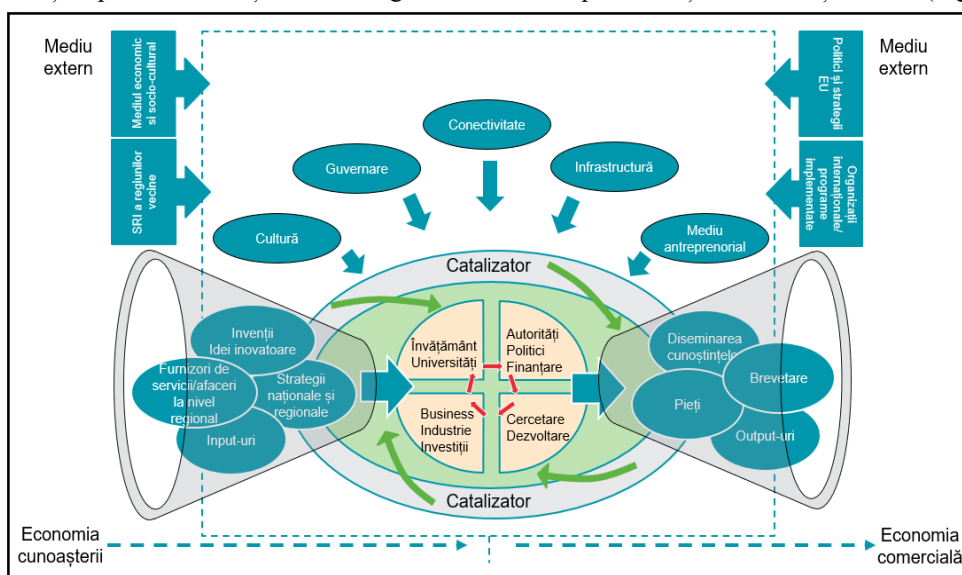 Mediu
extern
Mediul economic
si socio-cultural
SRI a regiunilor
vecine
Mediu
extern
Politici și strategii
EU
Organizații
internaționale/
programe
implementate
Conectivitate
Guvernare
Infrastructură
Cultură
Mediu
antreprenorial
Catalizator
Învățământ
Universități
Autorități
Politici
Finanțare
Business
Industrie
Investiții
Cercetare
Dezvoltare
Catalizator
Invenții
Idei inovatoare
Furnizori de
servicii/afaceri
la nivel
regional
Strategii
naționale și
regionale
Input-uri
Diseminarea
cunoștințelor
Brevetare
Pieți
Output-uri
Economia
cunoașterii
Economia
comercială